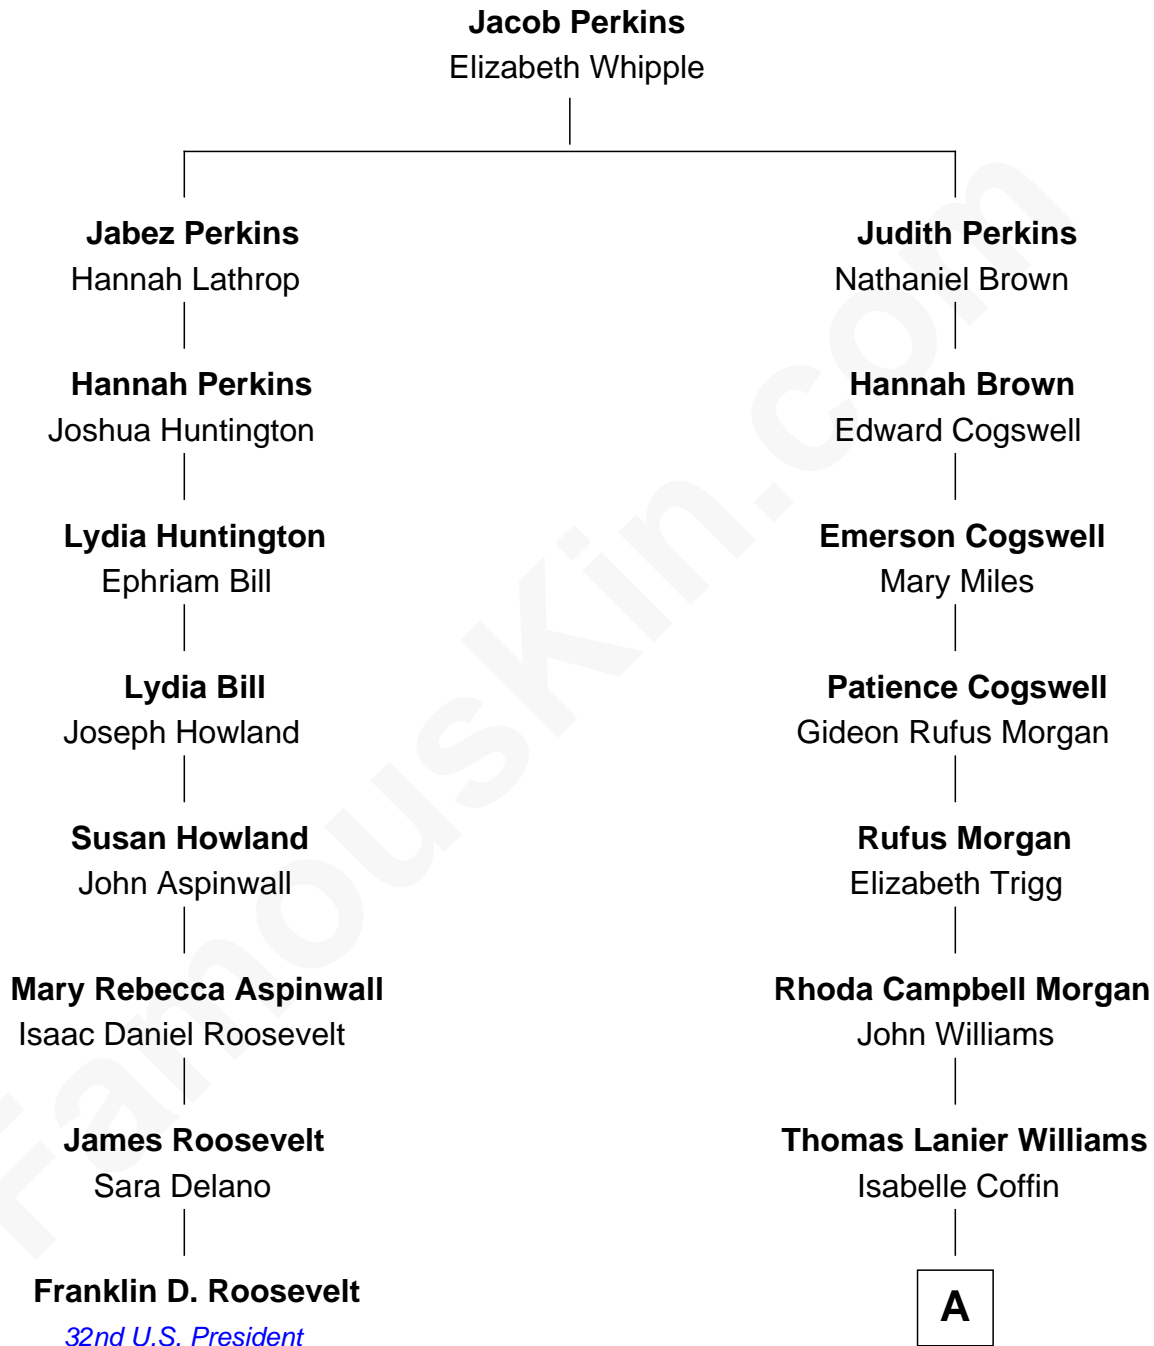 Jacob Perkins
Elizabeth Whipple
Jabez Perkins
Hannah Lathrop
Judith Perkins
Nathaniel Brown
Hannah Perkins
Joshua Huntington
Hannah Brown
Edward Cogswell
Lydia Huntington
Ephriam Bill
Emerson Cogswell
Mary Miles
Lydia Bill
Joseph Howland
Patience Cogswell
Gideon Rufus Morgan
Susan Howland
John Aspinwall
Rufus Morgan
Elizabeth Trigg
Mary Rebecca Aspinwall
Isaac Daniel Roosevelt
Rhoda Campbell Morgan
John Williams
James Roosevelt
Sara Delano
Thomas Lanier Williams
Isabelle Coffin
Franklin D. Roosevelt
32nd U.S. President
A
FamousKin.com